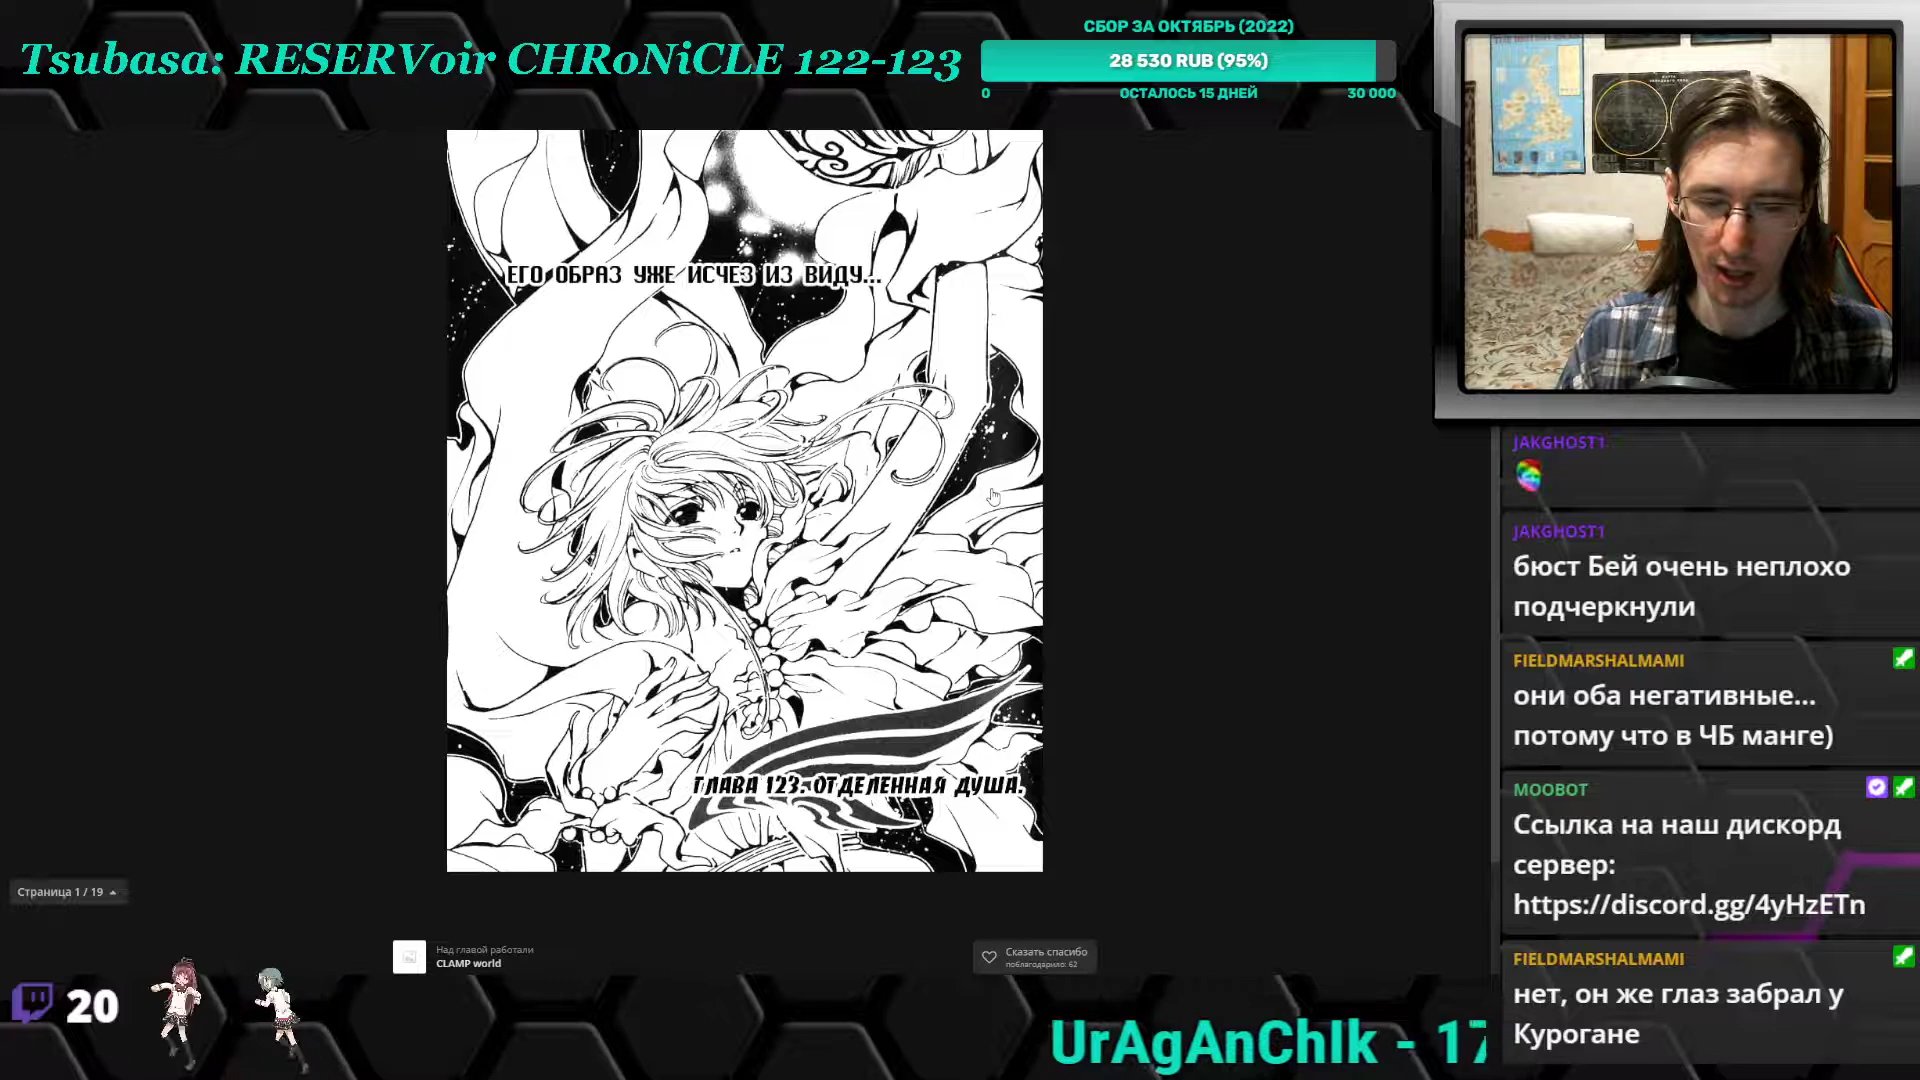 Tsubasa: RESERVoir CHRoNiCLE 122-123
СБОР ЗА ОКТЯБРЬ (2022)
28 530 RUB (95%)
0
ОСТАЛОСЬ 15 ДНЕЙ
30 000
ЕГО ОБРАЗ УЖЕ ИСЧЕЗ ИЗ ВИДУ...
ГЛАВА 123. ОТДЕЛЕННАЯ ДУША.
Страница 1 / 19
Над главой работали
CLAMP world
Сказать спасибо
поблагодарило: 62
20
UrAgAnChIk - 17
JAKGHOST1
JAKGHOST1
бюст Бей очень неплохо
подчеркнули
FIELDMARSHALMAMI
они оба негативные...
потому что в ЧБ манге)
MOOBOT
Ссылка на наш дискорд
сервер:
https://discord.gg/4yHzETn
FIELDMARSHALMAMI
нет, он же глаз забрал у
Курогане